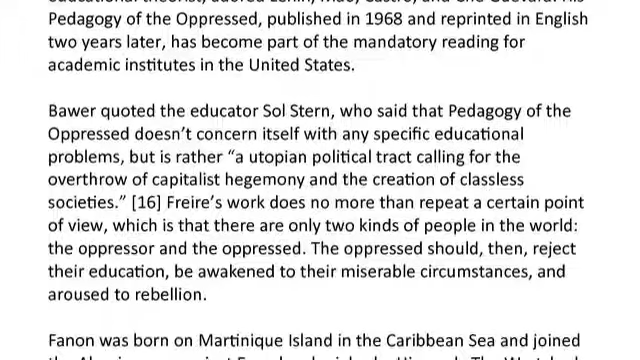 Pedagogy of the Oppressed, published in 1968 and reprinted in English
two years later, has become part of the mandatory reading for
academic institutes in the United States.
Bawer quoted the educator Sol Stern, who said that Pedagogy of the
Oppressed doesn’t concern itself with any specific educational
problems, but is rather “a utopian political tract calling for the
overthrow of capitalist hegemony and the creation of classless
societies.” [16] Freire’s work does no more than repeat a certain point
of view, which is that there are only two kinds of people in the world:
the oppressor and the oppressed. The oppressed should, then, reject
their education, be awakened to their miserable circumstances, and
aroused to rebellion.
Fanon was born on Martinique Island in the Caribbean Sea and joined